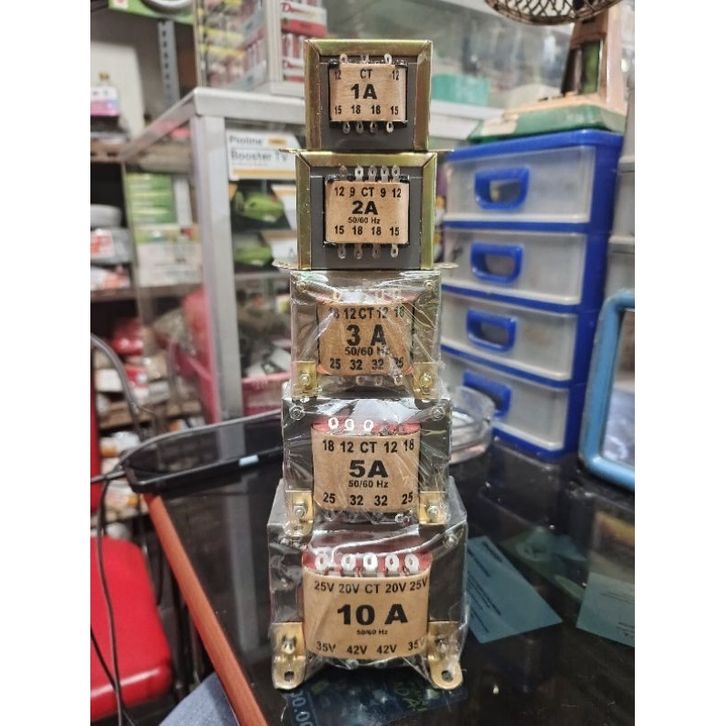 12 CT 12
1A
15 18 18 15
Proline
Booster TV
12 9 CT 9 12
2A
50/60 Hz
15 18 18 15
18 12 CT 12 18
3 A
50/60 Hz
25 32 32 25
18 12 CT 12 18
5A
50/60 Hz
25 32 32 25
25V 20V CT 20V 25V
10 A
50/60 Hz
35V 42V 42V 35V